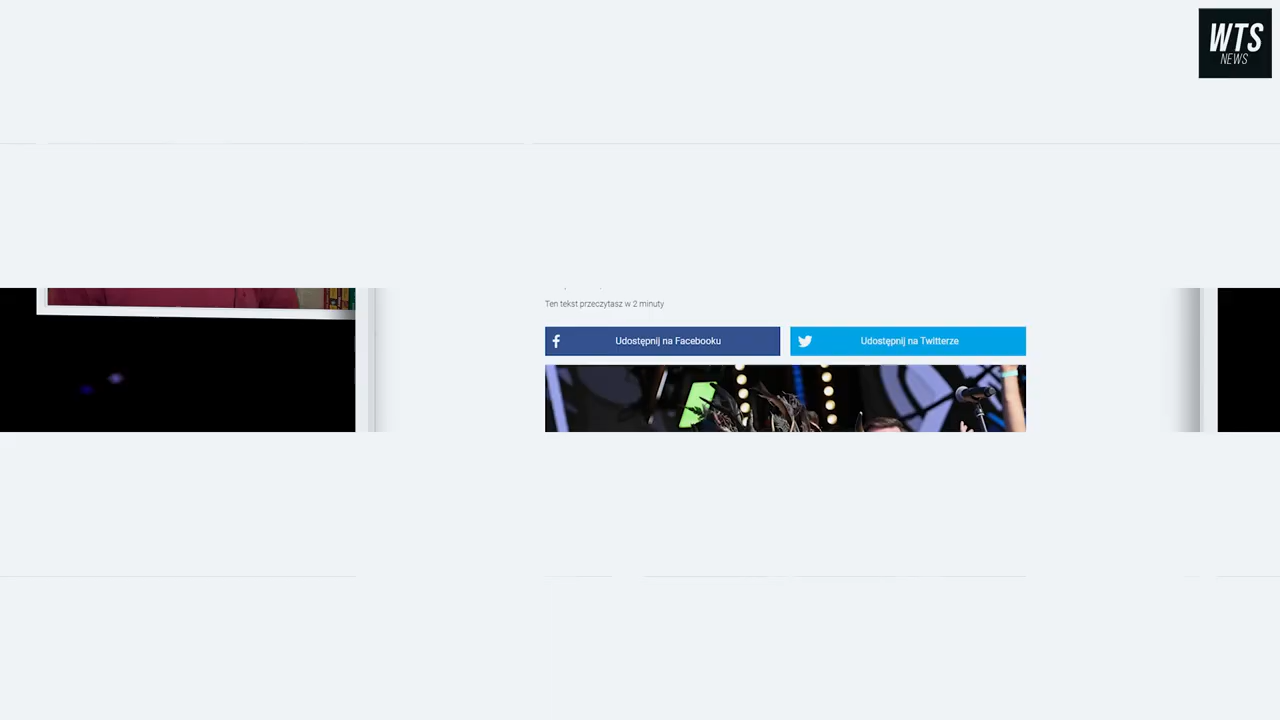 WTS
NEWS
Ten tekst przeczytasz w 2 minuty
Udostępnij na Facebooku
Udostępnij na Twitterze